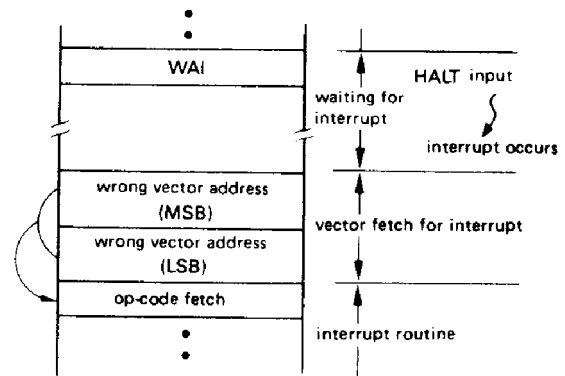 WAI
HALT input
waiting for
interrupt
interrupt occurs
wrong vector address
(MSB)
vector fetch for interrupt
wrong vector address
(LSB)
op-code fetch
interrupt routine